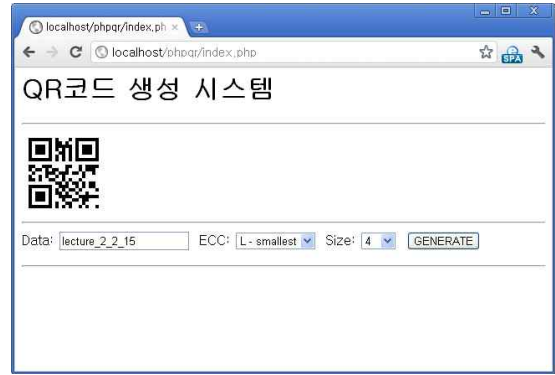 localhost/phpqr/index,ph
localhost/phpqr/index,php
SPA
QR코드 생성 시스템
Data: lecture_2_2_15 ECC: L - smallest Size: 4 GENERATE